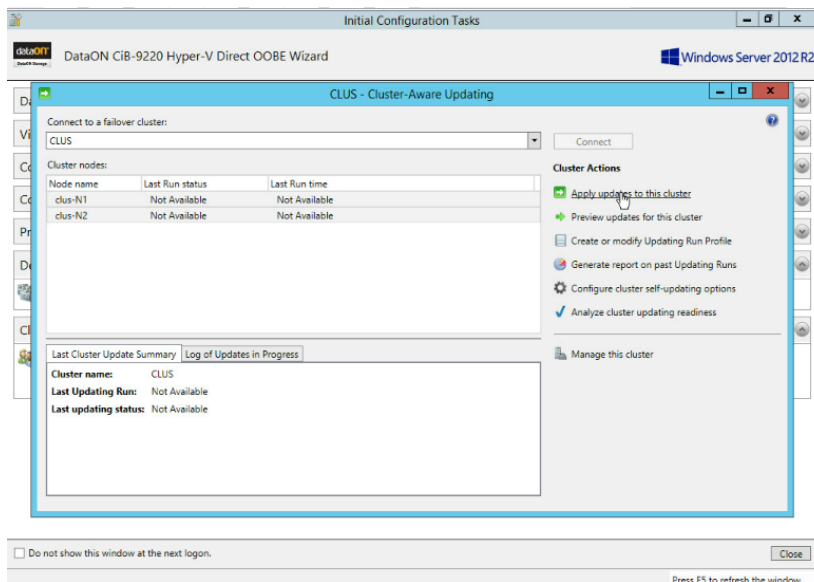 Initial Configuration Tasks
dataON
DataON Storage
DataON CiB-9220 Hyper-V Direct OOBE Wizard
Windows Server 2012 R2
CLUS - Cluster-Aware Updating
Connect to a failover cluster:
CLUS
Connect
Cluster nodes:
Node name Last Run status Last Run time
clus-N1 Not Available Not Available
clus-N2 Not Available Not Available
Cluster Actions
Apply updates to this cluster
Preview updates for this cluster
Create or modify Updating Run Profile
Generate report on past Updating Runs
Configure cluster self-updating options
Analyze cluster updating readiness
Manage this cluster
Last Cluster Update Summary Log of Updates in Progress
Cluster name: CLUS
Last Updating Run: Not Available
Last updating status: Not Available
Do not show this window at the next logon.
Close
Press F5 to refresh the window